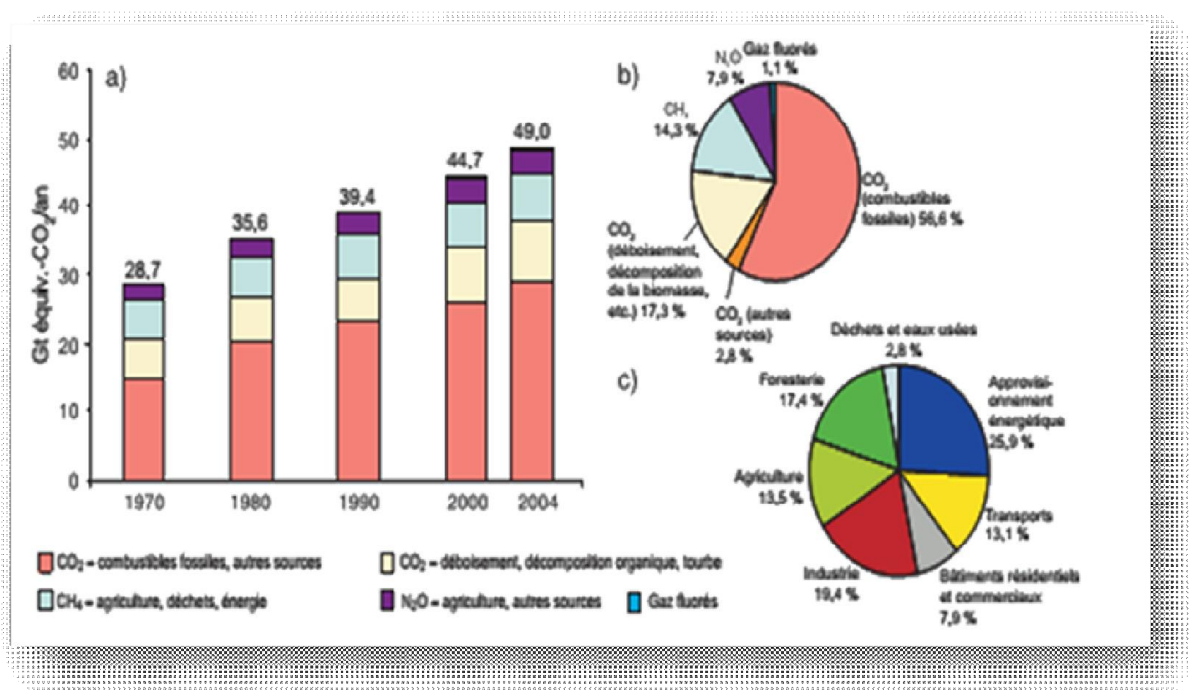 a)
60
50
40
30
20
10
0
Gt équiv.-CO₂/an
28,7
35,6
39,4
44,7
49,0
1970
1980
1990
2000
2004
b)
Gaz fluorés
1,1 %
N₂O
7,9 %
CH₄
14,3 %
CO₂
(déboisement,
décomposition
de la biomasse,
etc.) 17,3 %
CO₂ (autres
sources)
2,8 %
CO₂
(combustibles
fossiles) 56,6 %
c)
Déchets et eaux usées
2,8 %
Foresterie
17,4 %
Agriculture
13,5 %
Industrie
19,4 %
Approvisi-
onnement
énergétique
25,9 %
Transports
13,1 %
Bâtiments résidentiels
et commerciaux
7,9 %
CO₂ – combustibles fossiles, autres sources
CO₂ – déboisement, décomposition organique, tourbe
CH₄ – agriculture, déchets, énergie
N₂O – agriculture, autres sources
Gaz fluorés